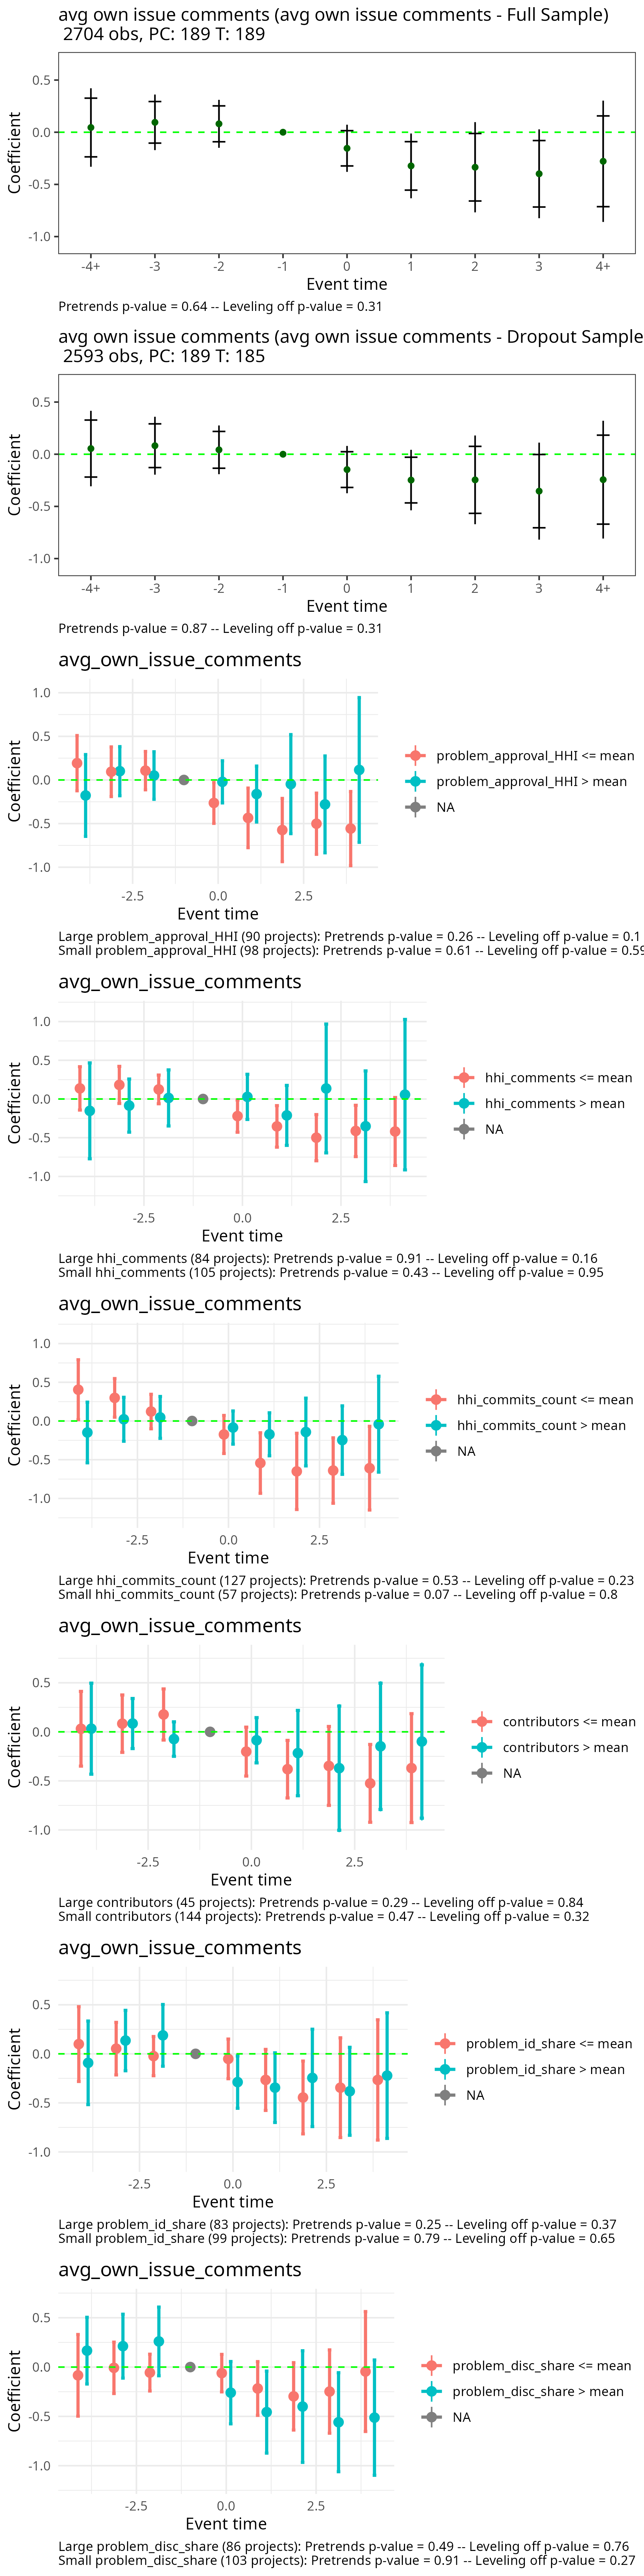 avg own issue comments (avg own issue comments - Full Sample)
2704 obs, PC: 189 T: 189
Coefficient
0.5
0.0
-0.5
-1.0
-4+ -3 -2 -1 0 1 2 3 4+
Event time
Pretrends p-value = 0.64 -- Leveling off p-value = 0.31
avg own issue comments (avg own issue comments - Dropout Sample
2593 obs, PC: 189 T: 185
Coefficient
0.5
0.0
-0.5
-1.0
-4+ -3 -2 -1 0 1 2 3 4+
Event time
Pretrends p-value = 0.87 -- Leveling off p-value = 0.31
avg_own_issue_comments
Coefficient
1.0
0.5
0.0
-0.5
-1.0
-2.5 0.0 2.5
Event time
problem_approval_HHI <= mean
problem_approval_HHI > mean
NA
Large problem_approval_HHI (90 projects): Pretrends p-value = 0.26 -- Leveling off p-value = 0.1
Small problem_approval_HHI (98 projects): Pretrends p-value = 0.61 -- Leveling off p-value = 0.59
avg_own_issue_comments
Coefficient
1.0
0.5
0.0
-0.5
-1.0
-2.5 0.0 2.5
Event time
hhi_comments <= mean
hhi_comments > mean
NA
Large hhi_comments (84 projects): Pretrends p-value = 0.91 -- Leveling off p-value = 0.16
Small hhi_comments (105 projects): Pretrends p-value = 0.43 -- Leveling off p-value = 0.95
avg_own_issue_comments
Coefficient
1.0
0.5
0.0
-0.5
-1.0
-2.5 0.0 2.5
Event time
hhi_commits_count <= mean
hhi_commits_count > mean
NA
Large hhi_commits_count (127 projects): Pretrends p-value = 0.53 -- Leveling off p-value = 0.23
Small hhi_commits_count (57 projects): Pretrends p-value = 0.07 -- Leveling off p-value = 0.8
avg_own_issue_comments
Coefficient
0.5
0.0
-0.5
-1.0
-2.5 0.0 2.5
Event time
contributors <= mean
contributors > mean
NA
Large contributors (45 projects): Pretrends p-value = 0.29 -- Leveling off p-value = 0.84
Small contributors (144 projects): Pretrends p-value = 0.47 -- Leveling off p-value = 0.32
avg_own_issue_comments
Coefficient
0.5
0.0
-0.5
-1.0
-2.5 0.0 2.5
Event time
problem_id_share <= mean
problem_id_share > mean
NA
Large problem_id_share (83 projects): Pretrends p-value = 0.25 -- Leveling off p-value = 0.37
Small problem_id_share (99 projects): Pretrends p-value = 0.79 -- Leveling off p-value = 0.65
avg_own_issue_comments
Coefficient
0.5
0.0
-0.5
-1.0
-2.5 0.0 2.5
Event time
problem_disc_share <= mean
problem_disc_share > mean
NA
Large problem_disc_share (86 projects): Pretrends p-value = 0.49 -- Leveling off p-value = 0.76
Small problem_disc_share (103 projects): Pretrends p-value = 0.91 -- Leveling off p-value = 0.27